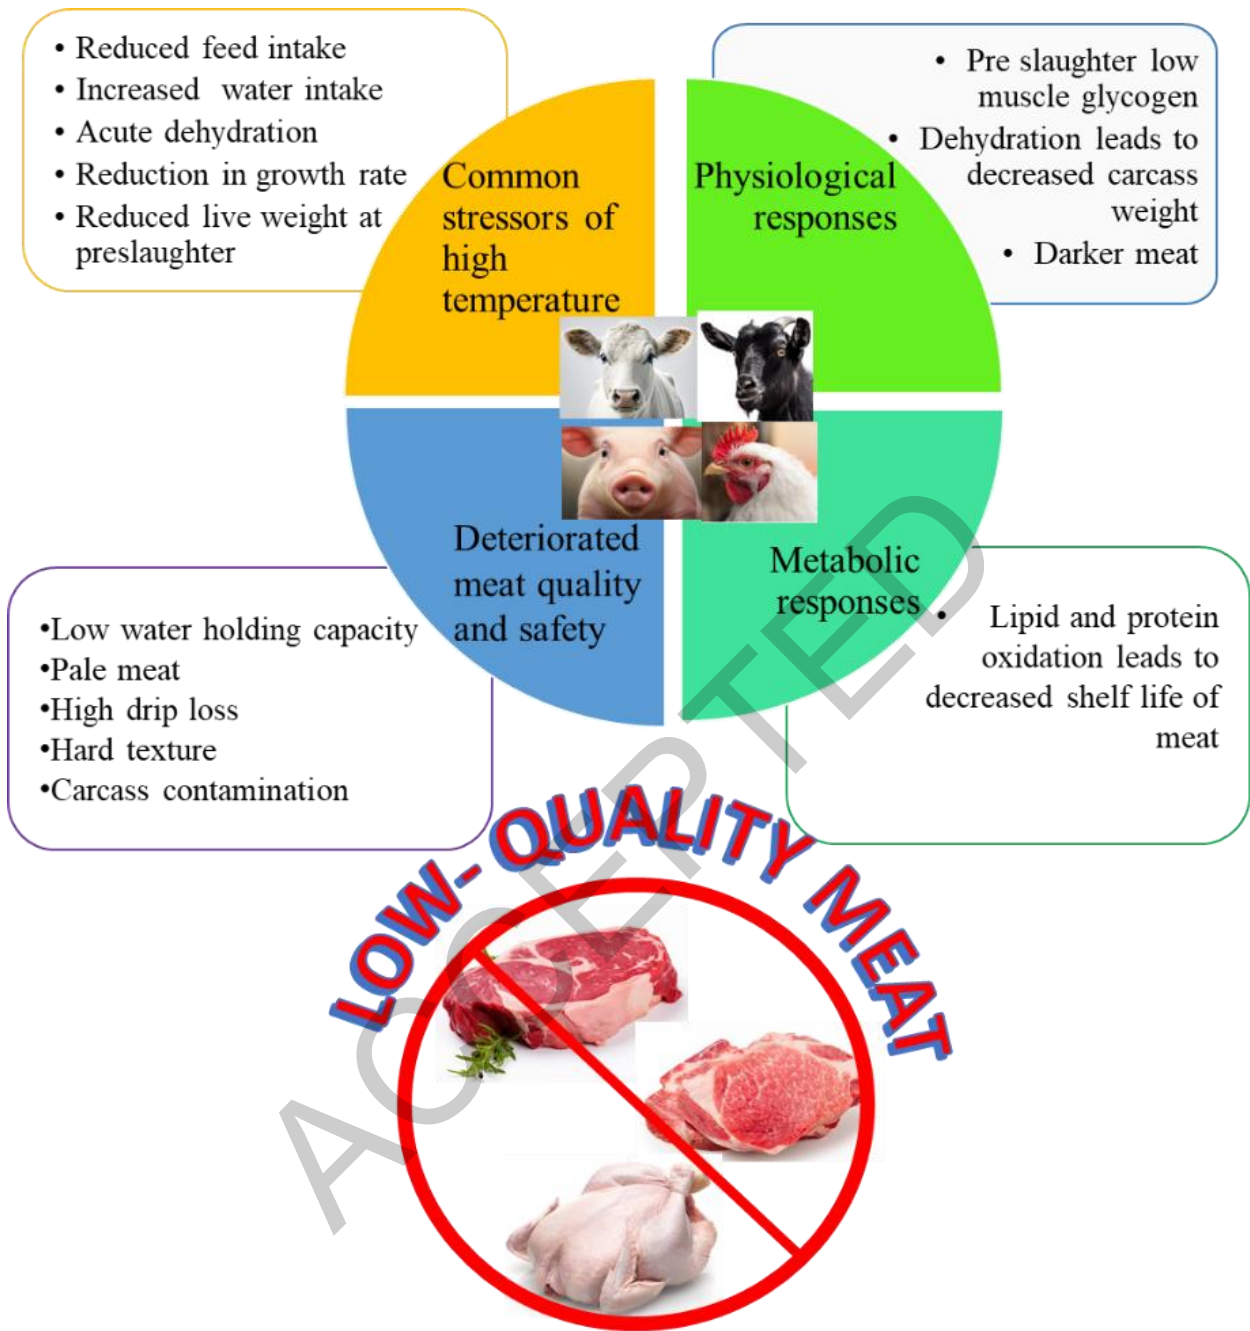 • Reduced feed intake
• Increased water intake
• Acute dehydration
• Reduction in growth rate
• Reduced live weight at
preslaughter
Common
stressors of
high
temperature
• Pre slaughter low
muscle glycogen
• Dehydration leads to
decreased carcass
weight
• Darker meat
Physiological
responses
Deteriorated
meat quality
and safety
•Low water holding capacity
•Pale meat
•High drip loss
•Hard texture
•Carcass contamination
Metabolic
responses
• Lipid and protein
oxidation leads to
decreased shelf life of
meat
LOW- QUALITY MEAT
ACCEPTED